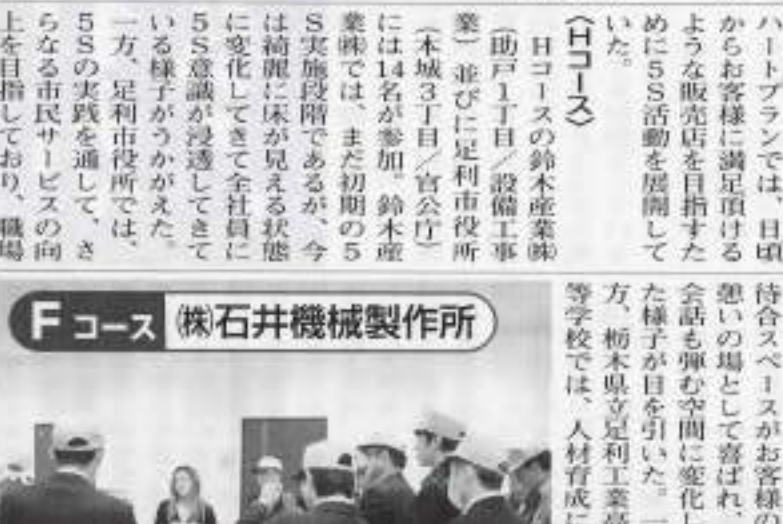 ハートプランでは、日頃
からお客様に満足頂ける
ような販売店を目指すた
めに5S活動を展開して
いた。
〈Hコース〉
Hコースの鈴木産業㈱
(助戸1丁目/設備工事
業)並びに足利市役所
(本城3丁目/官公庁)
には14名が参加。鈴木産
業㈱では、まだ初期の5
S実施段階であるが、今
は綺麗に床が見える状態
に変化してきて全社員に
5S意識が浸透してきて
いる様子がうかがえた。
一方、足利市役所では、
5Sの実践を通して、さ
らなる市民サービスの向
上を目指しており、職場
待合スペースがお客様の
憩いの場として喜ばれ、
会話も弾む空間に変化し
た様子が目を引いた。一
方、栃木県立足利工業高
等学校では、人材育成に
Fコース ㈱石井機械製作所